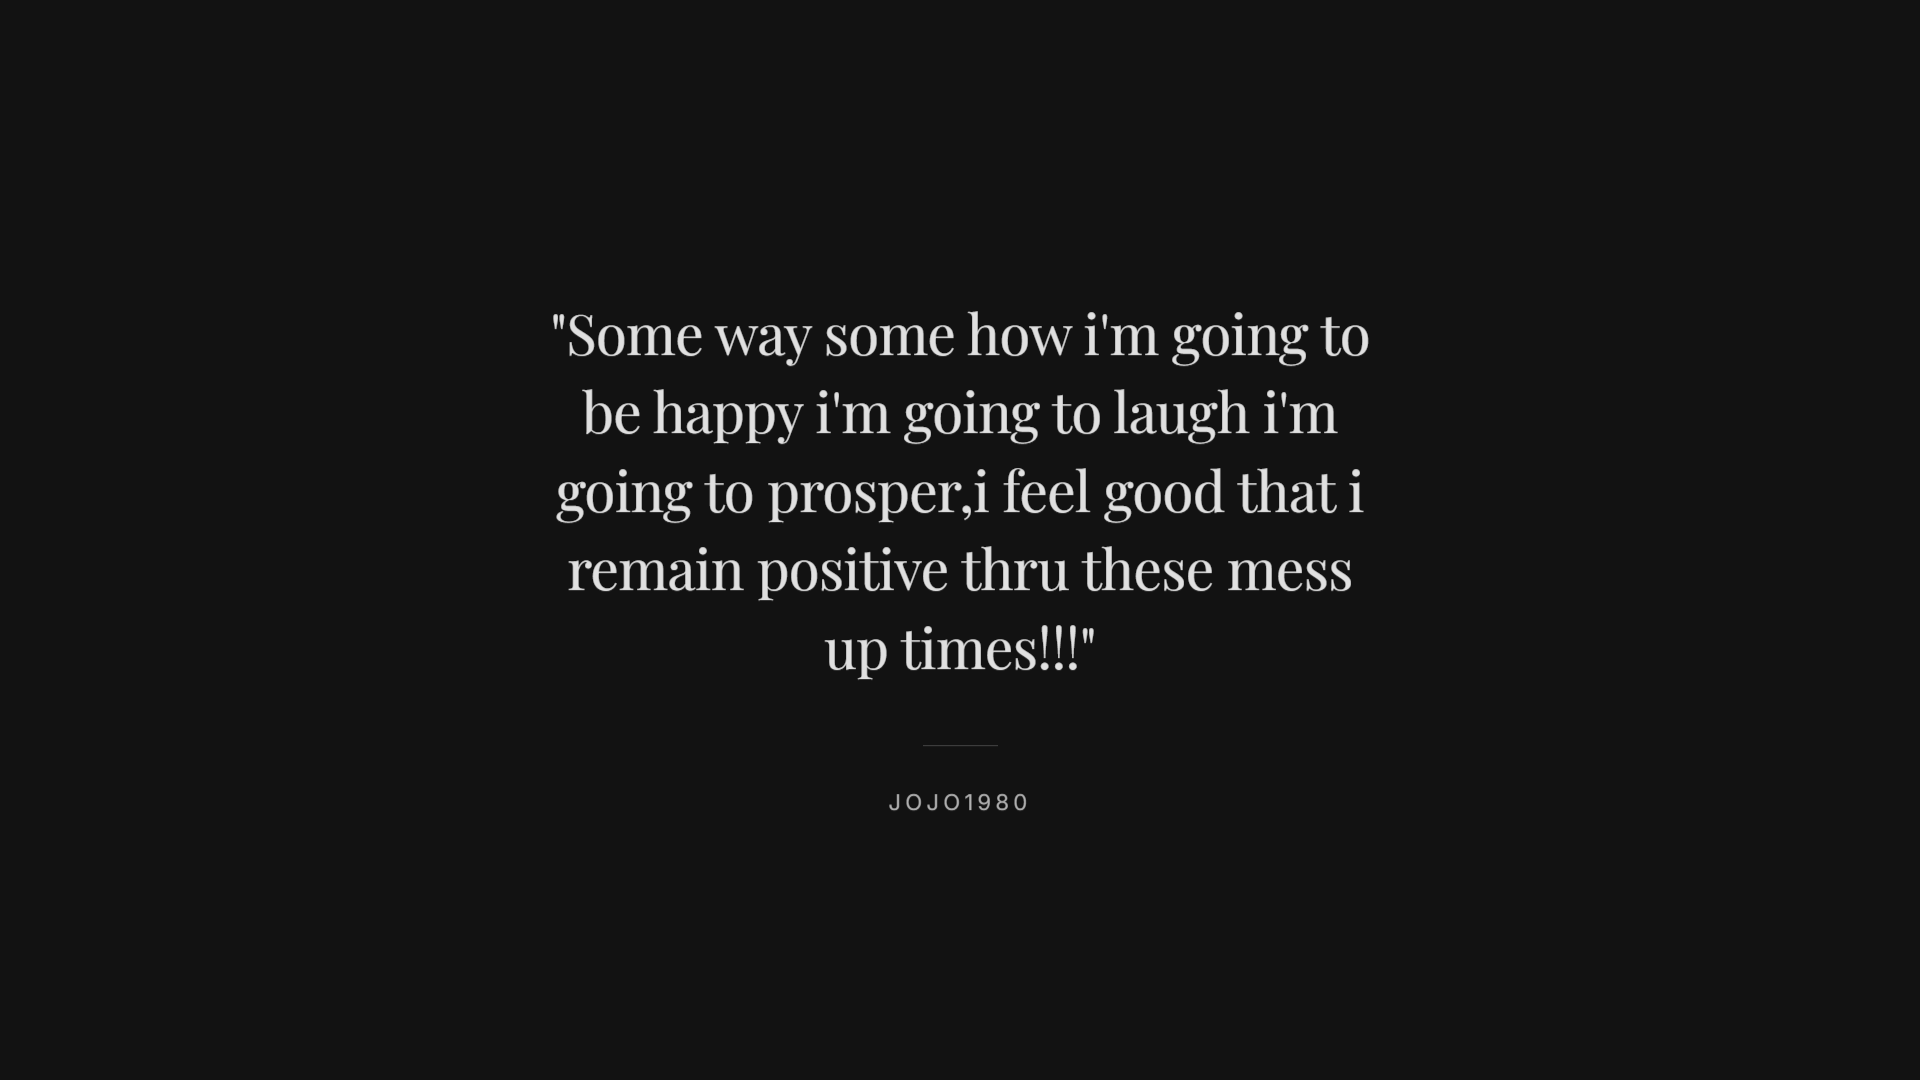 "Some way some how i'm going to
be happy i'm going to laugh i'm
going to prosper,i feel good that i
remain positive thru these mess
up times!!!"
JOJO1980